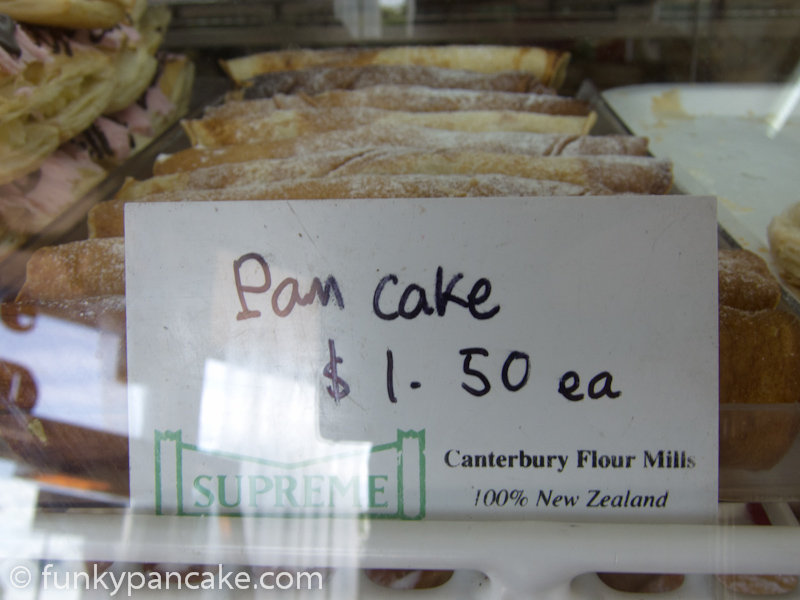 Pan cake
$1.50 ea
SUPREME
Canterbury Flour Mills
100% New Zealand
© funkypancake.com